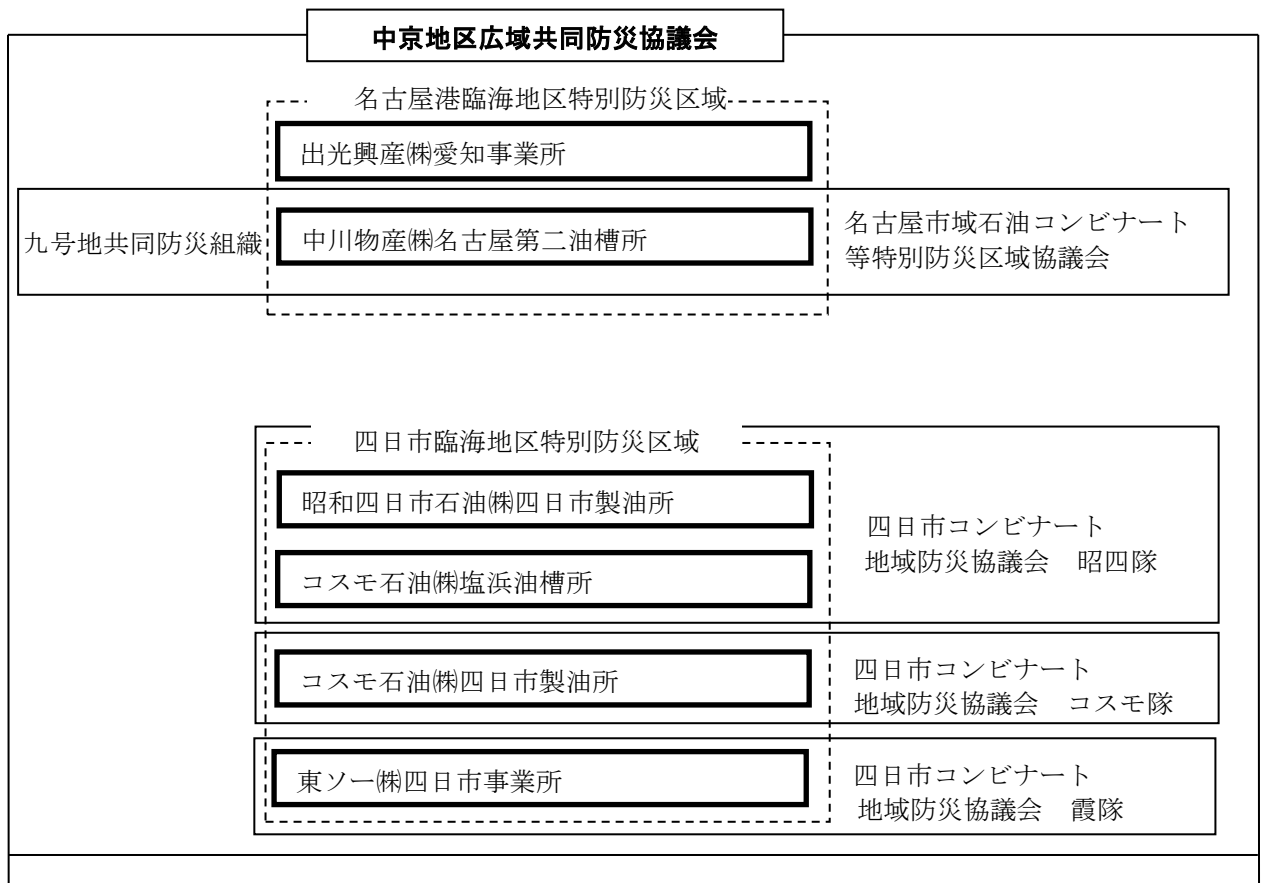 中京地区広域共同防災協議会
名古屋港臨海地区特別防災区域
出光興産㈱愛知事業所
九号地共同防災組織
中川物産㈱名古屋第二油槽所
名古屋市域石油コンビナート
等特別防災区域協議会
四日市臨海地区特別防災区域
昭和四日市石油㈱四日市製油所
コスモ石油㈱塩浜油槽所
四日市コンビナート
地域防災協議会　昭四隊
コスモ石油㈱四日市製油所
四日市コンビナート
地域防災協議会　コスモ隊
東ソー㈱四日市事業所
四日市コンビナート
地域防災協議会　霞隊